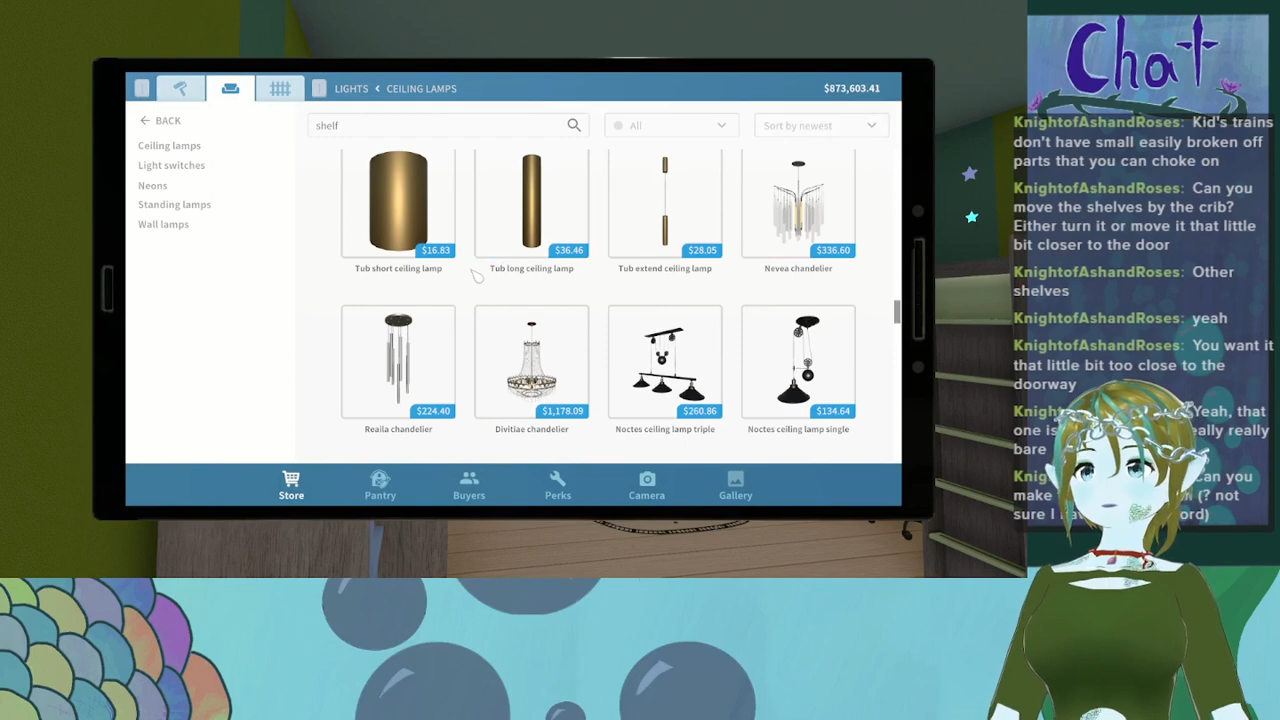 LIGHTS < CEILING LAMPS
$873,603.41
BACK
Ceiling lamps
Light switches
Neons
Standing lamps
Wall lamps
shelf
All
Sort by newest
$16.83
$36.46
$28.05
$336.60
Tub short ceiling lamp
Tub long ceiling lamp
Tub extend ceiling lamp
Nevea chandelier
$224.40
$1,178.09
$260.86
$134.64
Reaila chandelier
Divitiae chandelier
Noctes ceiling lamp triple
Noctes ceiling lamp single
Store
Pantry
Buyers
Perks
Camera
Gallery
Chat
KnightofAshandRoses: Kid's trains
don't have small easily broken off
parts that you can choke on
KnightofAshandRoses: Can you
move the shelves by the crib?
Either turn it or move it that little
bit closer to the door
KnightofAshandRoses: Other
shelves
KnightofAshandRoses: yeah
KnightofAshandRoses: You want it
that little bit too close to the
doorway
Yeah, that
one is
really
bare
Can you
make
(? not
sure I